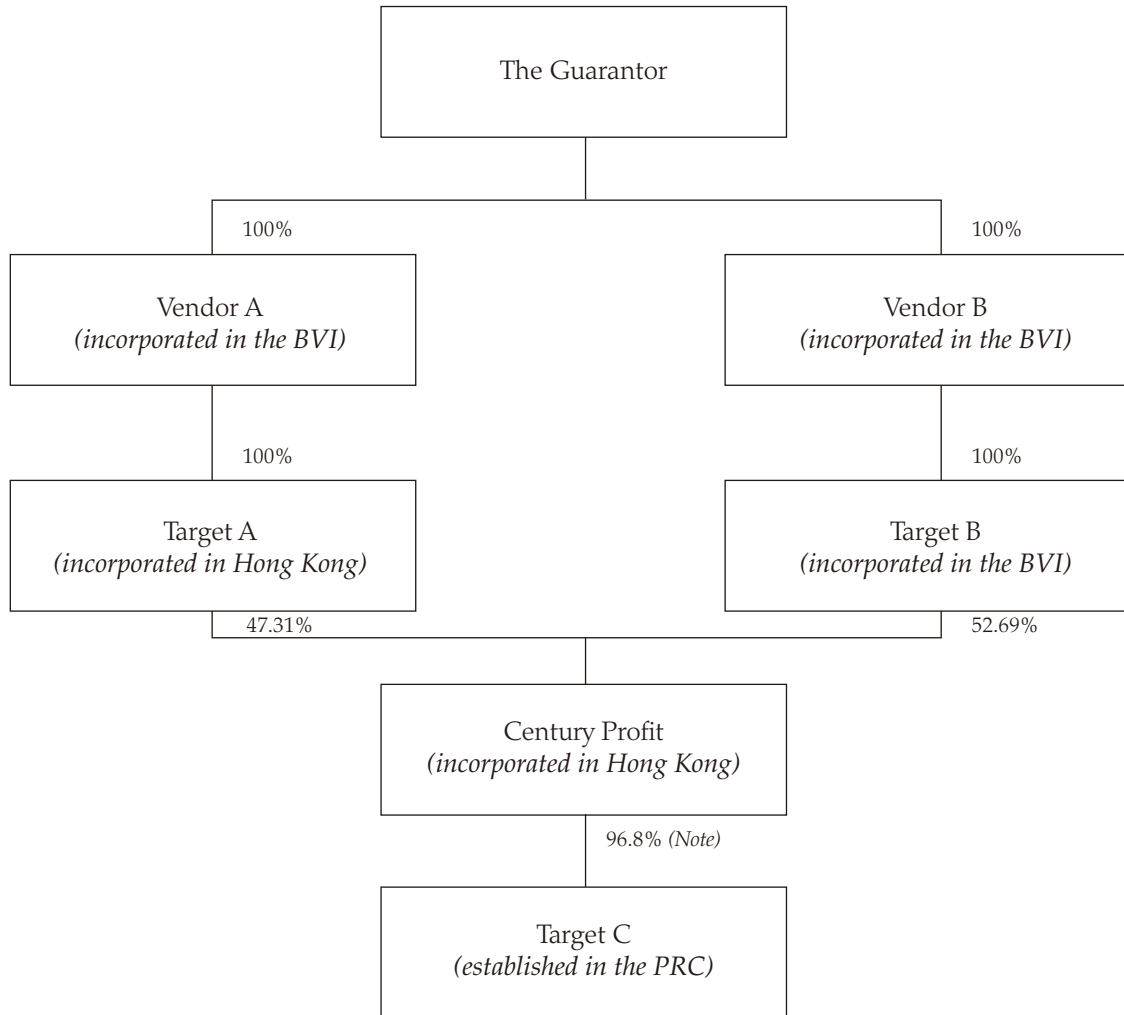 The Guarantor
100%
100%
Vendor A
(incorporated in the BVI)
Vendor B
(incorporated in the BVI)
100%
100%
Target A
(incorporated in Hong Kong)
Target B
(incorporated in the BVI)
47.31%
52.69%
Century Profit
(incorporated in Hong Kong)
96.8% (Note)
Target C
(established in the PRC)